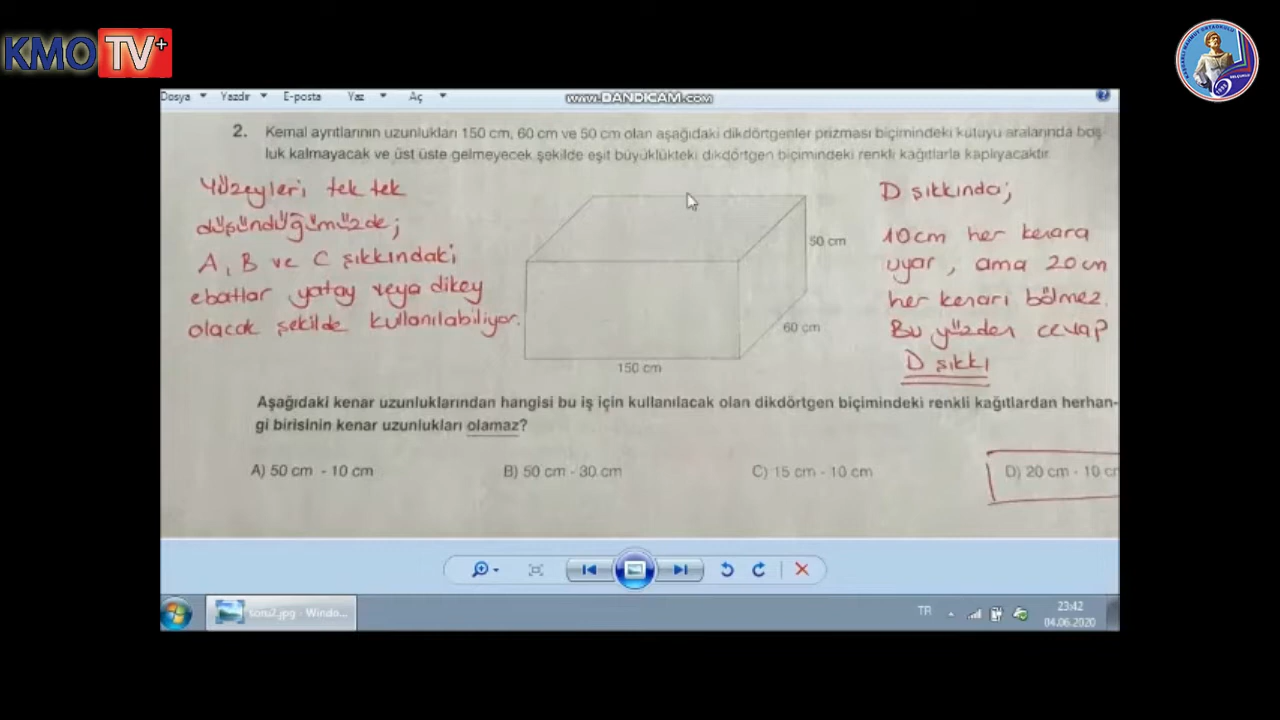 KMO TV+
Dosya Yazdır E-posta Yaz Aç
www.BANDICAM.com
2. Kemal ayrıtlarının uzunlukları 150 cm, 60 cm ve 50 cm olan aşağıdaki dikdörtgenler prizması biçimindeki kutuyu aralarında boş-
luk kalmayacak ve üst üste gelmeyecek şekilde eşit büyüklükteki dikdörtgen biçimindeki renkli kağıtlarla kaplıyacaktır.
Yüzeyleri tek tek
düşündüğümüzde;
A, B ve C şıkkındaki
ebatlar yatay veya dikey
olacak şekilde kullanılabiliyor.
50 cm
60 cm
150 cm
D şıkkında;
10cm her kenara
uyar, ama 20cm
her kenarı bölmez.
Bu yüzden cevap
D şıkkı
Aşağıdaki kenar uzunluklarından hangisi bu iş için kullanılacak olan dikdörtgen biçimindeki renkli kağıtlardan herhan-
gi birisinin kenar uzunlukları olamaz?
A) 50 cm - 10 cm B) 50 cm - 30 cm C) 15 cm - 10 cm D) 20 cm - 10 cm
soru2.jpg - Windo...
TR
23:42
04.06.2020